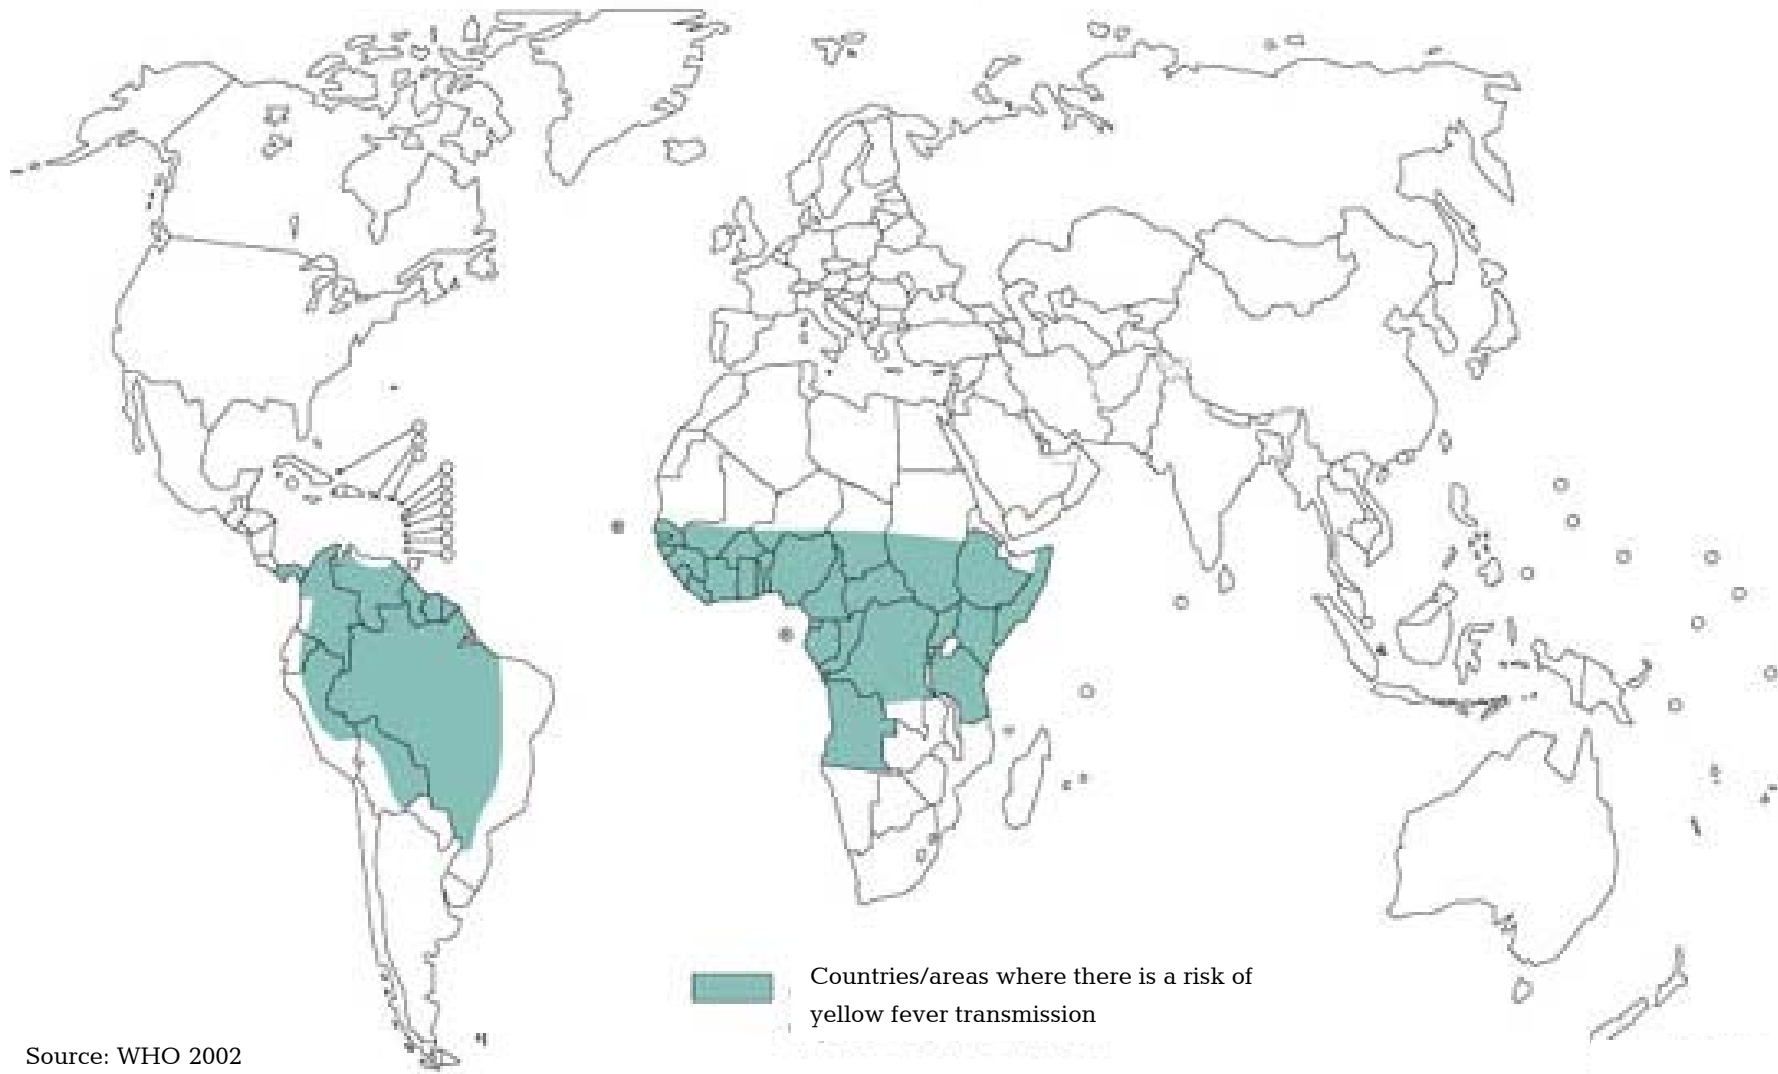 Countries/areas where there is a risk of
yellow fever transmission
Source: WHO 2002